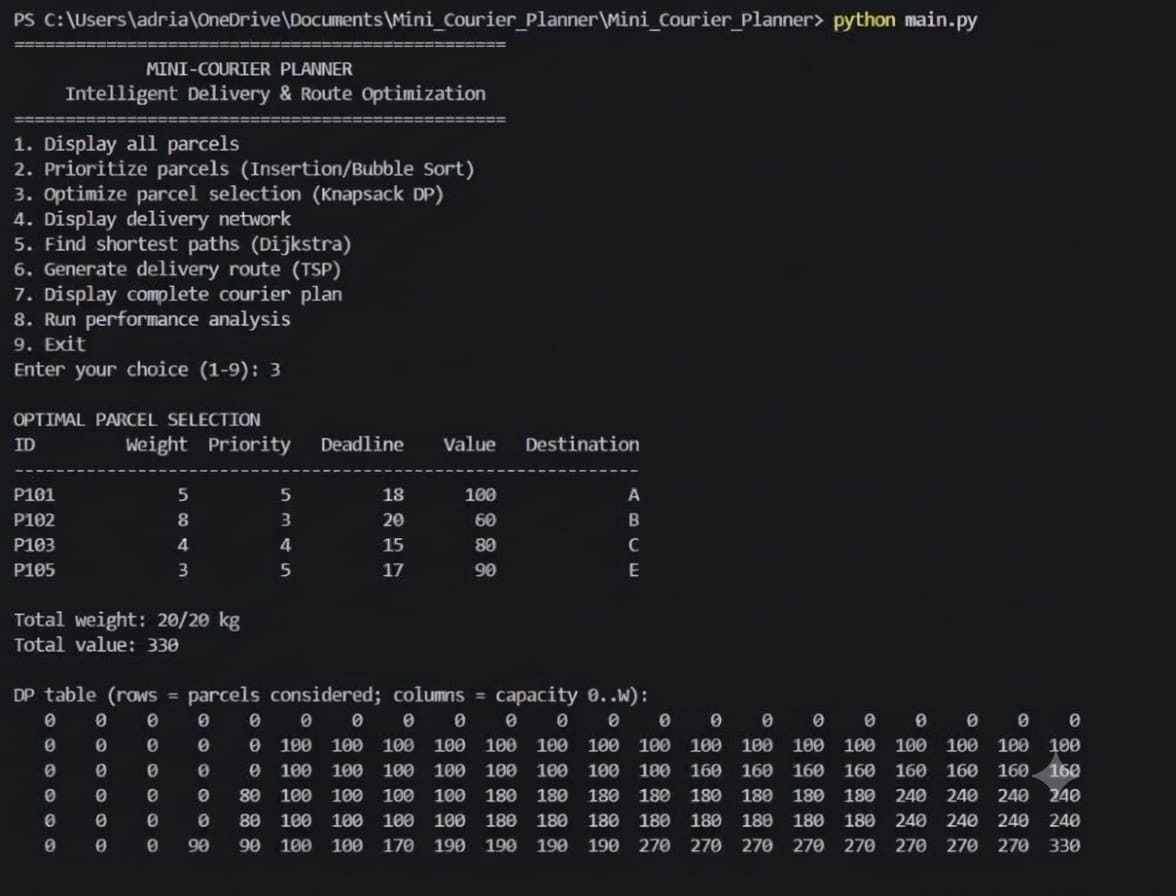 PS C:\Users\adria\OneDrive\Documents\Mini_Courier_Planner\Mini_Courier_Planner> python main.py
================================================
MINI-COURIER PLANNER
Intelligent Delivery & Route Optimization
================================================
1. Display all parcels
2. Prioritize parcels (Insertion/Bubble Sort)
3. Optimize parcel selection (Knapsack DP)
4. Display delivery network
5. Find shortest paths (Dijkstra)
6. Generate delivery route (TSP)
7. Display complete courier plan
8. Run performance analysis
9. Exit
Enter your choice (1-9): 3
OPTIMAL PARCEL SELECTION
ID Weight Priority Deadline Value Destination
-------------------------------------------------------------
P101 5 5 18 100 A
P102 8 3 20 60 B
P103 4 4 15 80 C
P105 3 5 17 90 E
Total weight: 20/20 kg
Total value: 330
DP table (rows = parcels considered; columns = capacity 0..W):
0 0 0 0 0 0 0 0 0 0 0 0 0 0 0 0 0 0 0 0 0
0 0 0 0 0 100 100 100 100 100 100 100 100 100 100 100 100 100 100 100 100
0 0 0 0 0 100 100 100 100 100 100 100 100 160 160 160 160 160 160 160 160
0 0 0 0 80 100 100 100 100 180 180 180 180 180 180 180 180 240 240 240 240
0 0 0 0 80 100 100 100 100 180 180 180 180 180 180 180 180 240 240 240 240
0 0 0 90 90 100 100 170 190 190 190 190 270 270 270 270 270 270 270 270 330